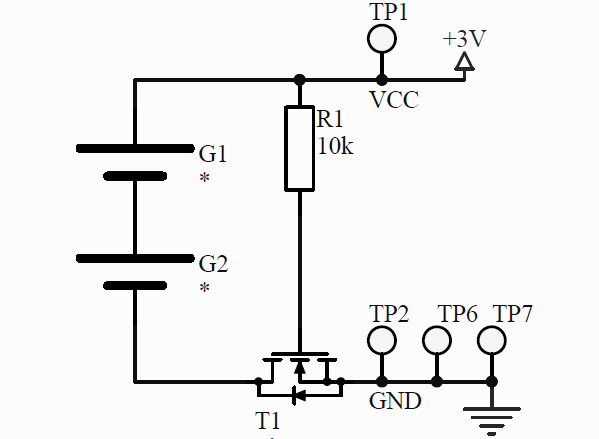 TP1
+3V
VCC
R1
10k
G1
*
G2
*
TP2
TP6
TP7
GND
T1